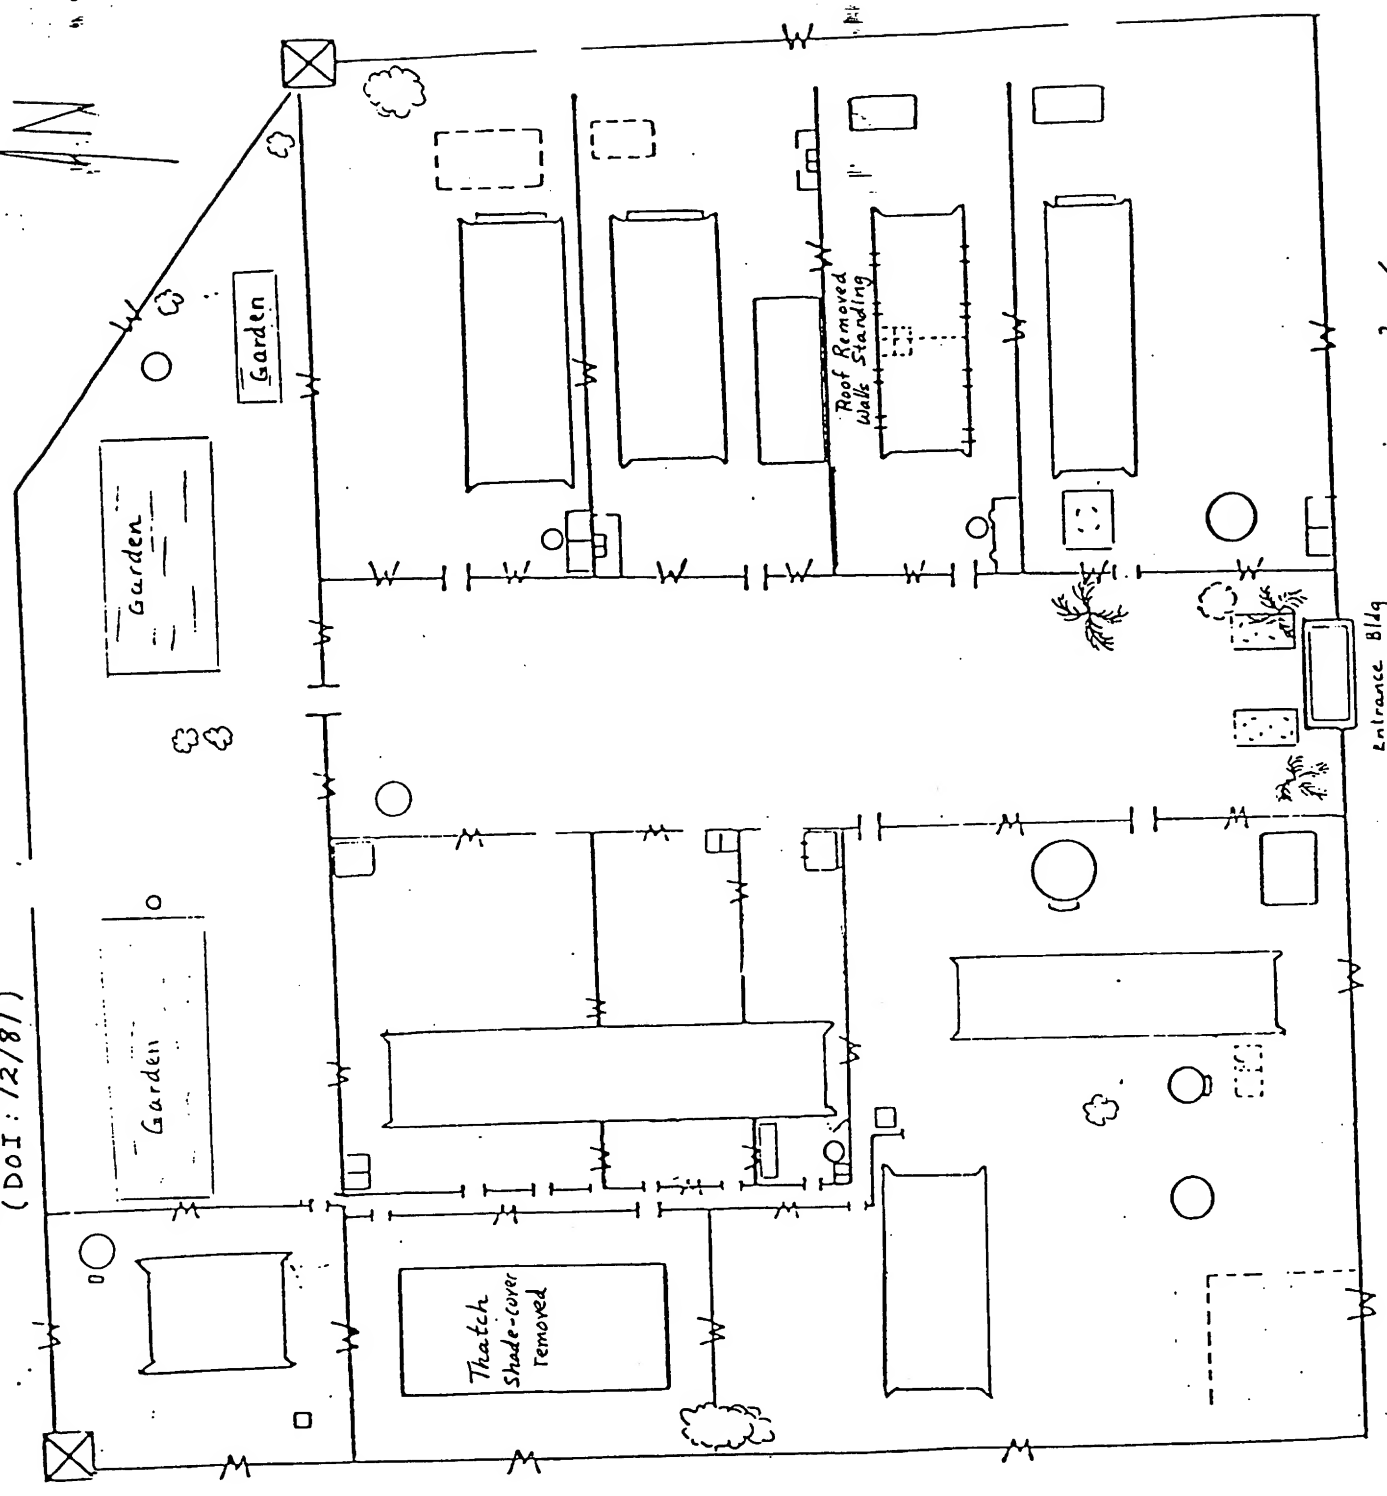 N
(DOI: 12/81)
Garden
Garden
Garden
Roof Removed
Walls Standing
Thatch
shade-cover
removed
Entrance Bldg